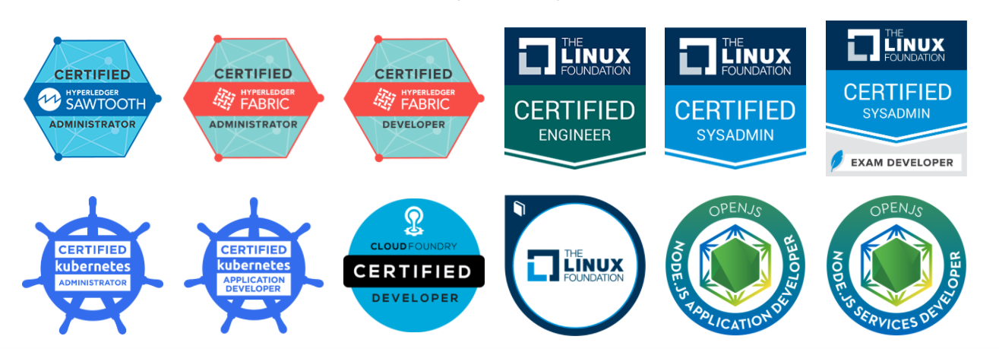 CERTIFIED
HYPERLEDGER
SAWTOOTH
ADMINISTRATOR
CERTIFIED
HYPERLEDGER
FABRIC
ADMINISTRATOR
CERTIFIED
HYPERLEDGER
FABRIC
DEVELOPER
THE
LINUX
FOUNDATION
CERTIFIED
ENGINEER
THE
LINUX
FOUNDATION
CERTIFIED
SYSADMIN
THE
LINUX
FOUNDATION
CERTIFIED
SYSADMIN
EXAM DEVELOPER
CERTIFIED
kubernetes
ADMINISTRATOR
CERTIFIED
kubernetes
APPLICATION
DEVELOPER
CLOUDFOUNDRY
CERTIFIED
DEVELOPER
THE
LINUX
FOUNDATION
OPENJS
NODE.JS APPLICATION DEVELOPER
OPENJS
NODE.JS SERVICES DEVELOPER